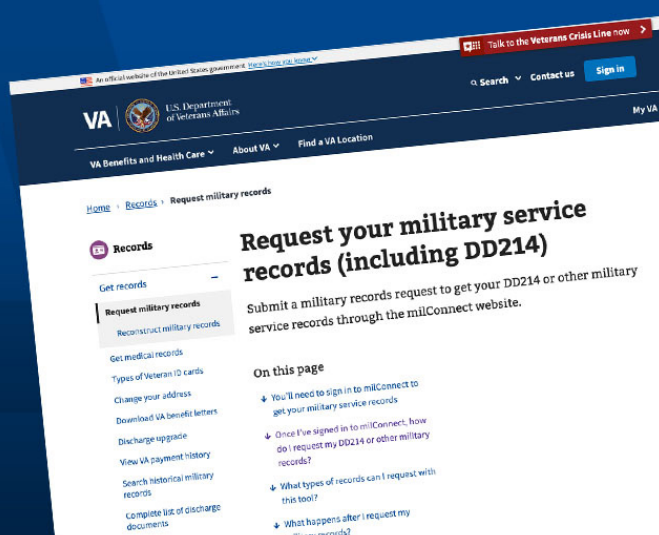 Talk to the Veterans Crisis Line now
An official website of the United States government Here's how you know
VA
U.S. Department
of Veterans Affairs
Search
Contact us
Sign in
VA Benefits and Health Care
About VA
Find a VA Location
My VA
Home › Records › Request military records
Records
Get records
Request military records
Reconstruct military records
Get medical records
Types of Veteran ID cards
Change your address
Download VA benefit letters
Discharge upgrade
View VA payment history
Search historical military
records
Complete list of discharge
documents
Request your military service
records (including DD214)
Submit a military records request to get your DD214 or other military
service records through the milConnect website.
On this page
You'll need to sign in to milConnect to
get your military service records
Once I've signed in to milConnect, how
do I request my DD214 or other military
records?
What types of records can I request with
this tool?
What happens after I request my
records?